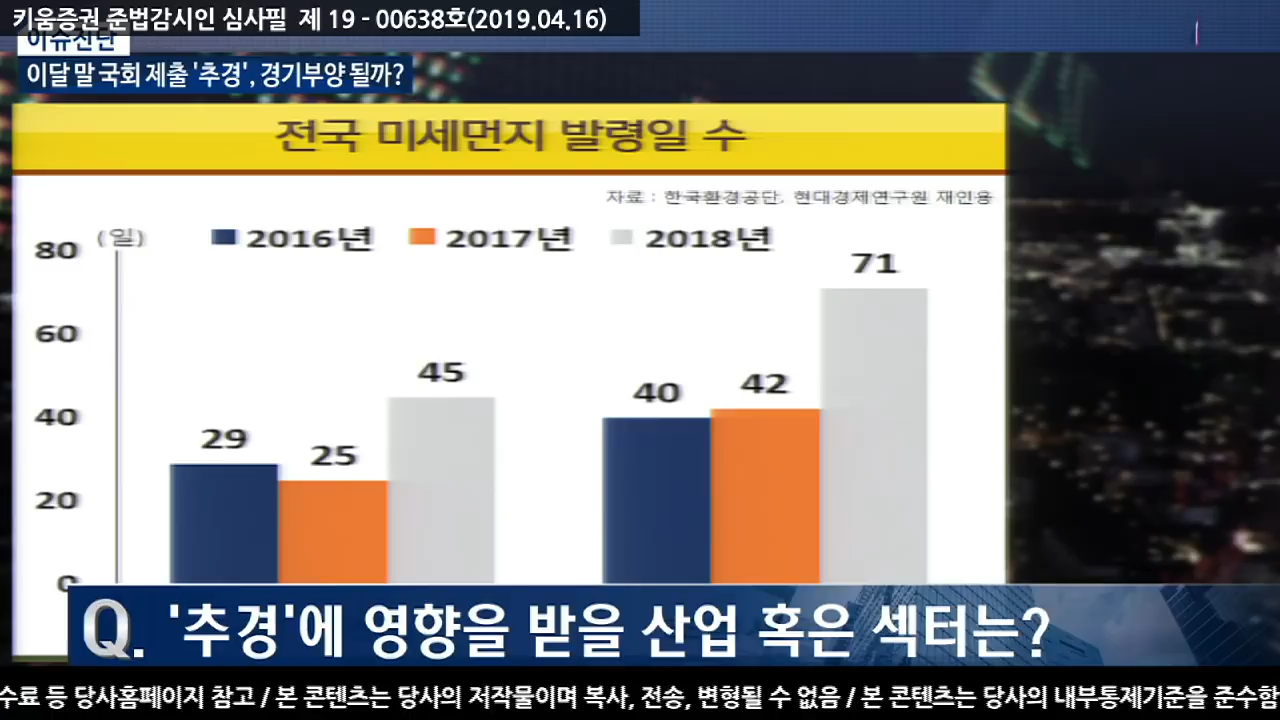 키움증권 준법감시인 심사필 제 19 - 00638호(2019.04.16)
이슈진단
이달 말 국회 제출 '추경', 경기부양 될까?
전국 미세먼지 발령일 수
자료 : 한국환경공단, 현대경제연구원 재인용
(일)
2016년 2017년 2018년
80
60
40
20
0
29 25 45 40 42 71
Q. '추경'에 영향을 받을 산업 혹은 섹터는?
수료 등 당사홈페이지 참고 / 본 콘텐츠는 당사의 저작물이며 복사, 전송, 변형될 수 없음 / 본 콘텐츠는 당사의 내부통제기준을 준수함